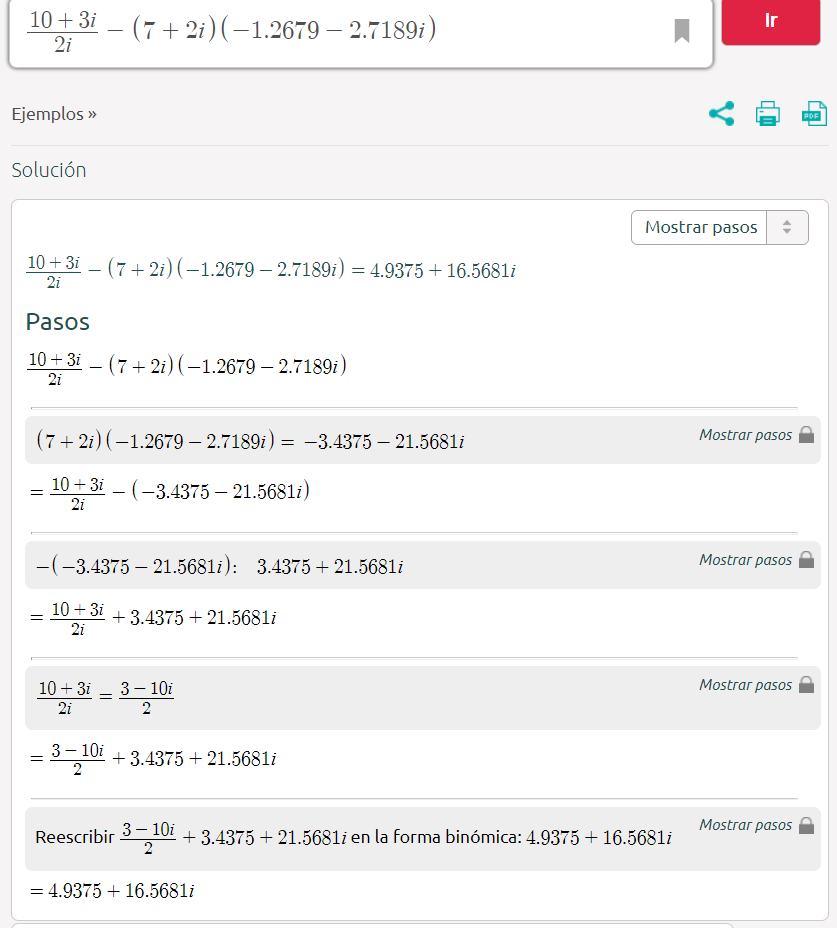 \frac{10+3i}{2i} - (7+2i)(-1.2679-2.7189i)
Ir
Ejemplos »
PDF
Solución
Mostrar pasos
\frac{10+3i}{2i} - (7+2i)(-1.2679-2.7189i) = 4.9375+16.5681i
Pasos
\frac{10+3i}{2i} - (7+2i)(-1.2679-2.7189i)
(7+2i)(-1.2679-2.7189i) = -3.4375-21.5681i Mostrar pasos
= \frac{10+3i}{2i} - (-3.4375-21.5681i)
-(-3.4375-21.5681i): 3.4375+21.5681i Mostrar pasos
= \frac{10+3i}{2i} + 3.4375+21.5681i
\frac{10+3i}{2i} = \frac{3-10i}{2} Mostrar pasos
= \frac{3-10i}{2} + 3.4375+21.5681i
Reescribir \frac{3-10i}{2} + 3.4375+21.5681i en la forma binómica: 4.9375+16.5681i Mostrar pasos
= 4.9375+16.5681i